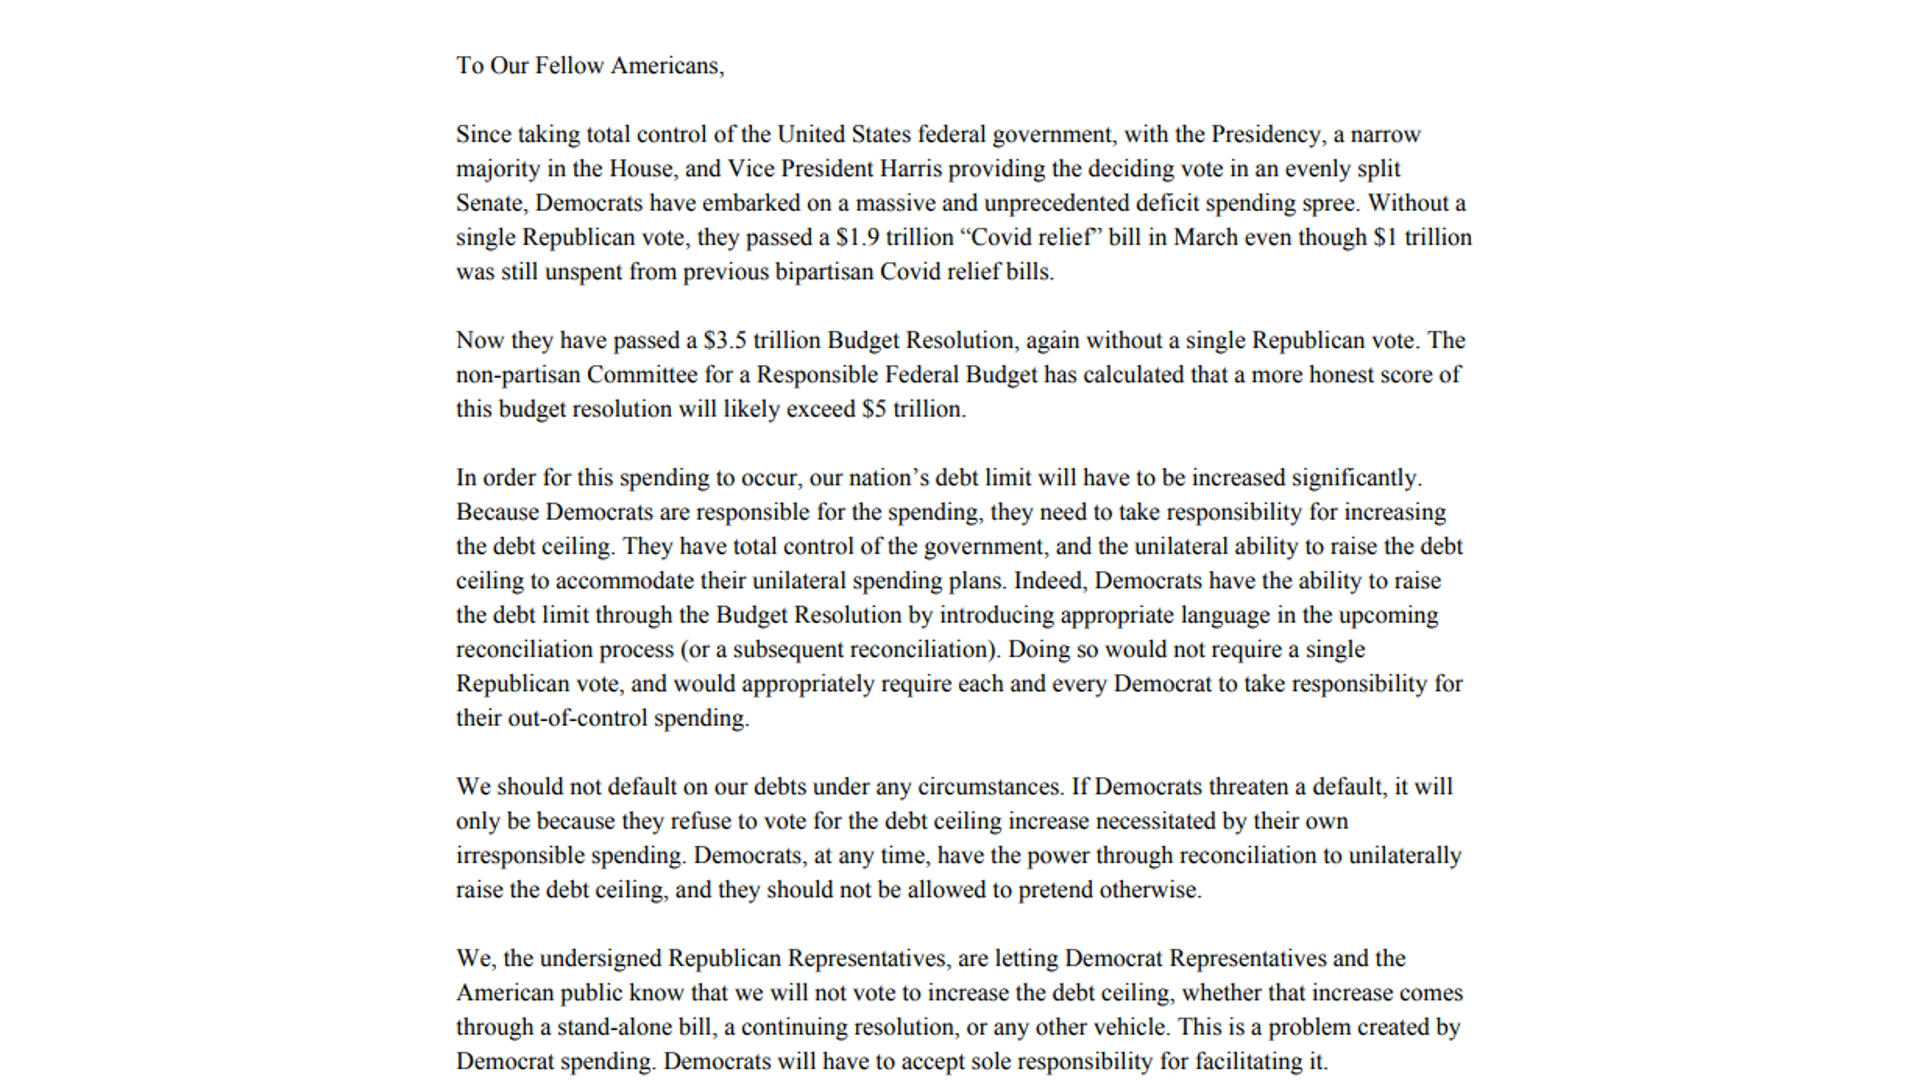 To Our Fellow Americans,
Since taking total control of the United States federal government, with the Presidency, a narrow
majority in the House, and Vice President Harris providing the deciding vote in an evenly split
Senate, Democrats have embarked on a massive and unprecedented deficit spending spree. Without a
single Republican vote, they passed a $1.9 trillion “Covid relief” bill in March even though $1 trillion
was still unspent from previous bipartisan Covid relief bills.
Now they have passed a $3.5 trillion Budget Resolution, again without a single Republican vote. The
non-partisan Committee for a Responsible Federal Budget has calculated that a more honest score of
this budget resolution will likely exceed $5 trillion.
In order for this spending to occur, our nation’s debt limit will have to be increased significantly.
Because Democrats are responsible for the spending, they need to take responsibility for increasing
the debt ceiling. They have total control of the government, and the unilateral ability to raise the debt
ceiling to accommodate their unilateral spending plans. Indeed, Democrats have the ability to raise
the debt limit through the Budget Resolution by introducing appropriate language in the upcoming
reconciliation process (or a subsequent reconciliation). Doing so would not require a single
Republican vote, and would appropriately require each and every Democrat to take responsibility for
their out-of-control spending.
We should not default on our debts under any circumstances. If Democrats threaten a default, it will
only be because they refuse to vote for the debt ceiling increase necessitated by their own
irresponsible spending. Democrats, at any time, have the power through reconciliation to unilaterally
raise the debt ceiling, and they should not be allowed to pretend otherwise.
We, the undersigned Republican Representatives, are letting Democrat Representatives and the
American public know that we will not vote to increase the debt ceiling, whether that increase comes
through a stand-alone bill, a continuing resolution, or any other vehicle. This is a problem created by
Democrat spending. Democrats will have to accept sole responsibility for facilitating it.